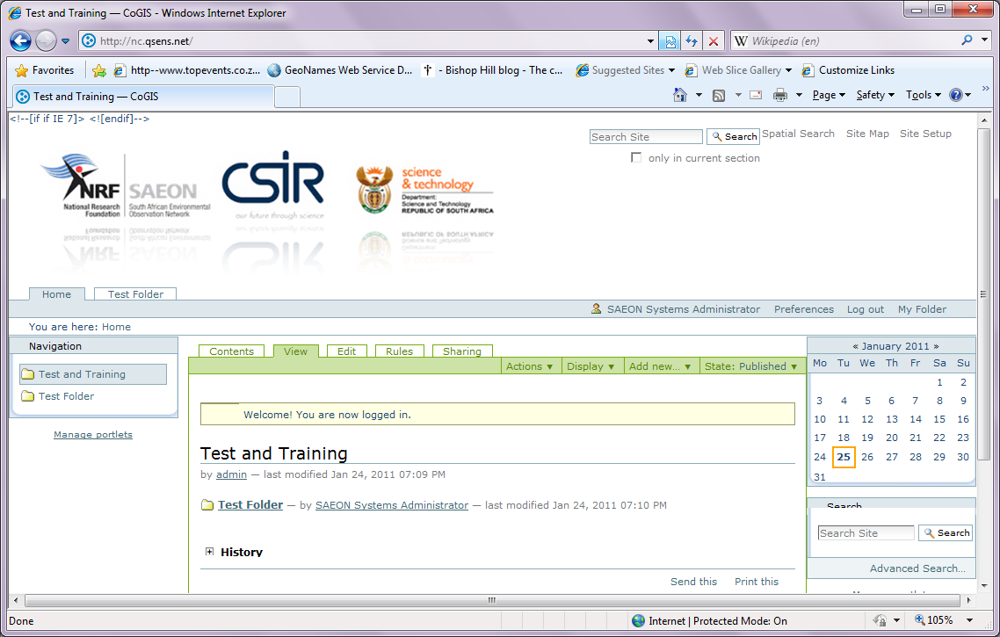 Test and Training — CoGIS - Windows Internet Explorer
http://nc.qsens.net/
Wikipedia (en)
Favorites
http--www.topevents.co.z...
GeoNames Web Service D...
- Bishop Hill blog - The c...
Suggested Sites
Web Slice Gallery
Customize Links
Test and Training — CoGIS
Page
Safety
Tools
<!--[if if IE 7]> <![endif]-->
Search Site
Search
Spatial Search
Site Map
Site Setup
only in current section
NRF
National Research
Foundation
SAEON
South African Environmental
Observation Network
CSIR
our future through science
science
& technology
Department:
Science and Technology
REPUBLIC OF SOUTH AFRICA
Home
Test Folder
SAEON Systems Administrator
Preferences
Log out
My Folder
You are here: Home
Navigation
Test and Training
Test Folder
Manage portlets
Contents
View
Edit
Rules
Sharing
Actions ▼
Display ▼
Add new... ▼
State: Published ▼
Welcome! You are now logged in.
Test and Training
by admin — last modified Jan 24, 2011 07:09 PM
Test Folder — by SAEON Systems Administrator — last modified Jan 24, 2011 07:10 PM
History
Send this
Print this
« January 2011 »
Mo Tu We Th Fr Sa Su
1 2
3 4 5 6 7 8 9
10 11 12 13 14 15 16
17 18 19 20 21 22 23
24 25 26 27 28 29 30
31
Search
Search Site
Search
Advanced Search...
Done
Internet | Protected Mode: On
105%